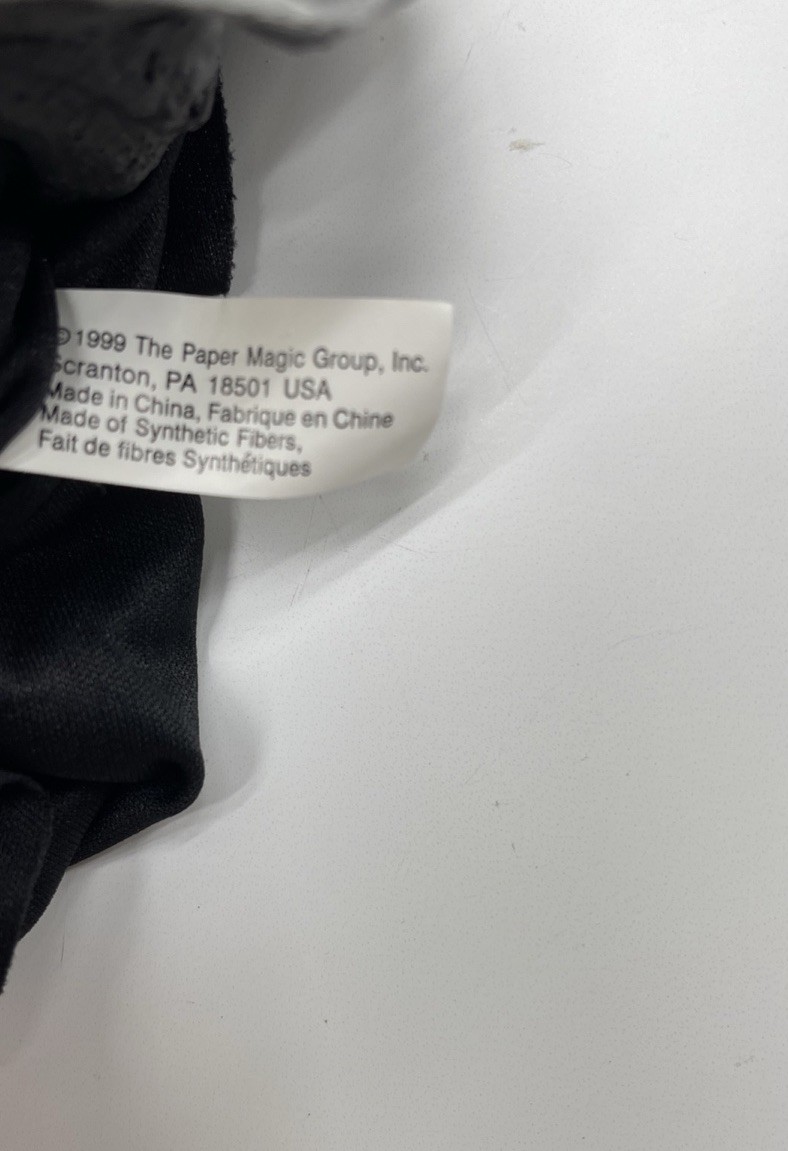 ©1999 The Paper Magic Group, Inc.
Scranton, PA 18501 USA
Made in China, Fabrique en Chine
Made of Synthetic Fibers,
Fait de fibres Synthétiques